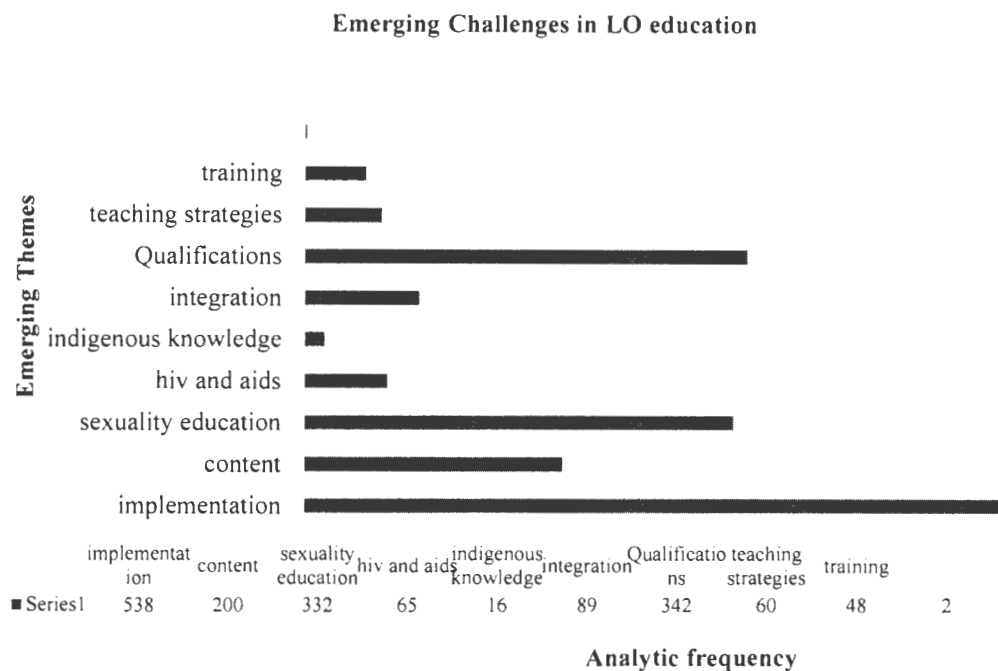 Emerging Challenges in LO education
Emerging Themes
training
teaching strategies
Qualifications
integration
indigenous knowledge
hiv and aids
sexuality education
content
implementation
implementat ion content sexuality education hiv and aids indigenous knowledge integration Qualificatio ns teaching strategies training
Series1 538 200 332 65 16 89 342 60 48 2
Analytic frequency